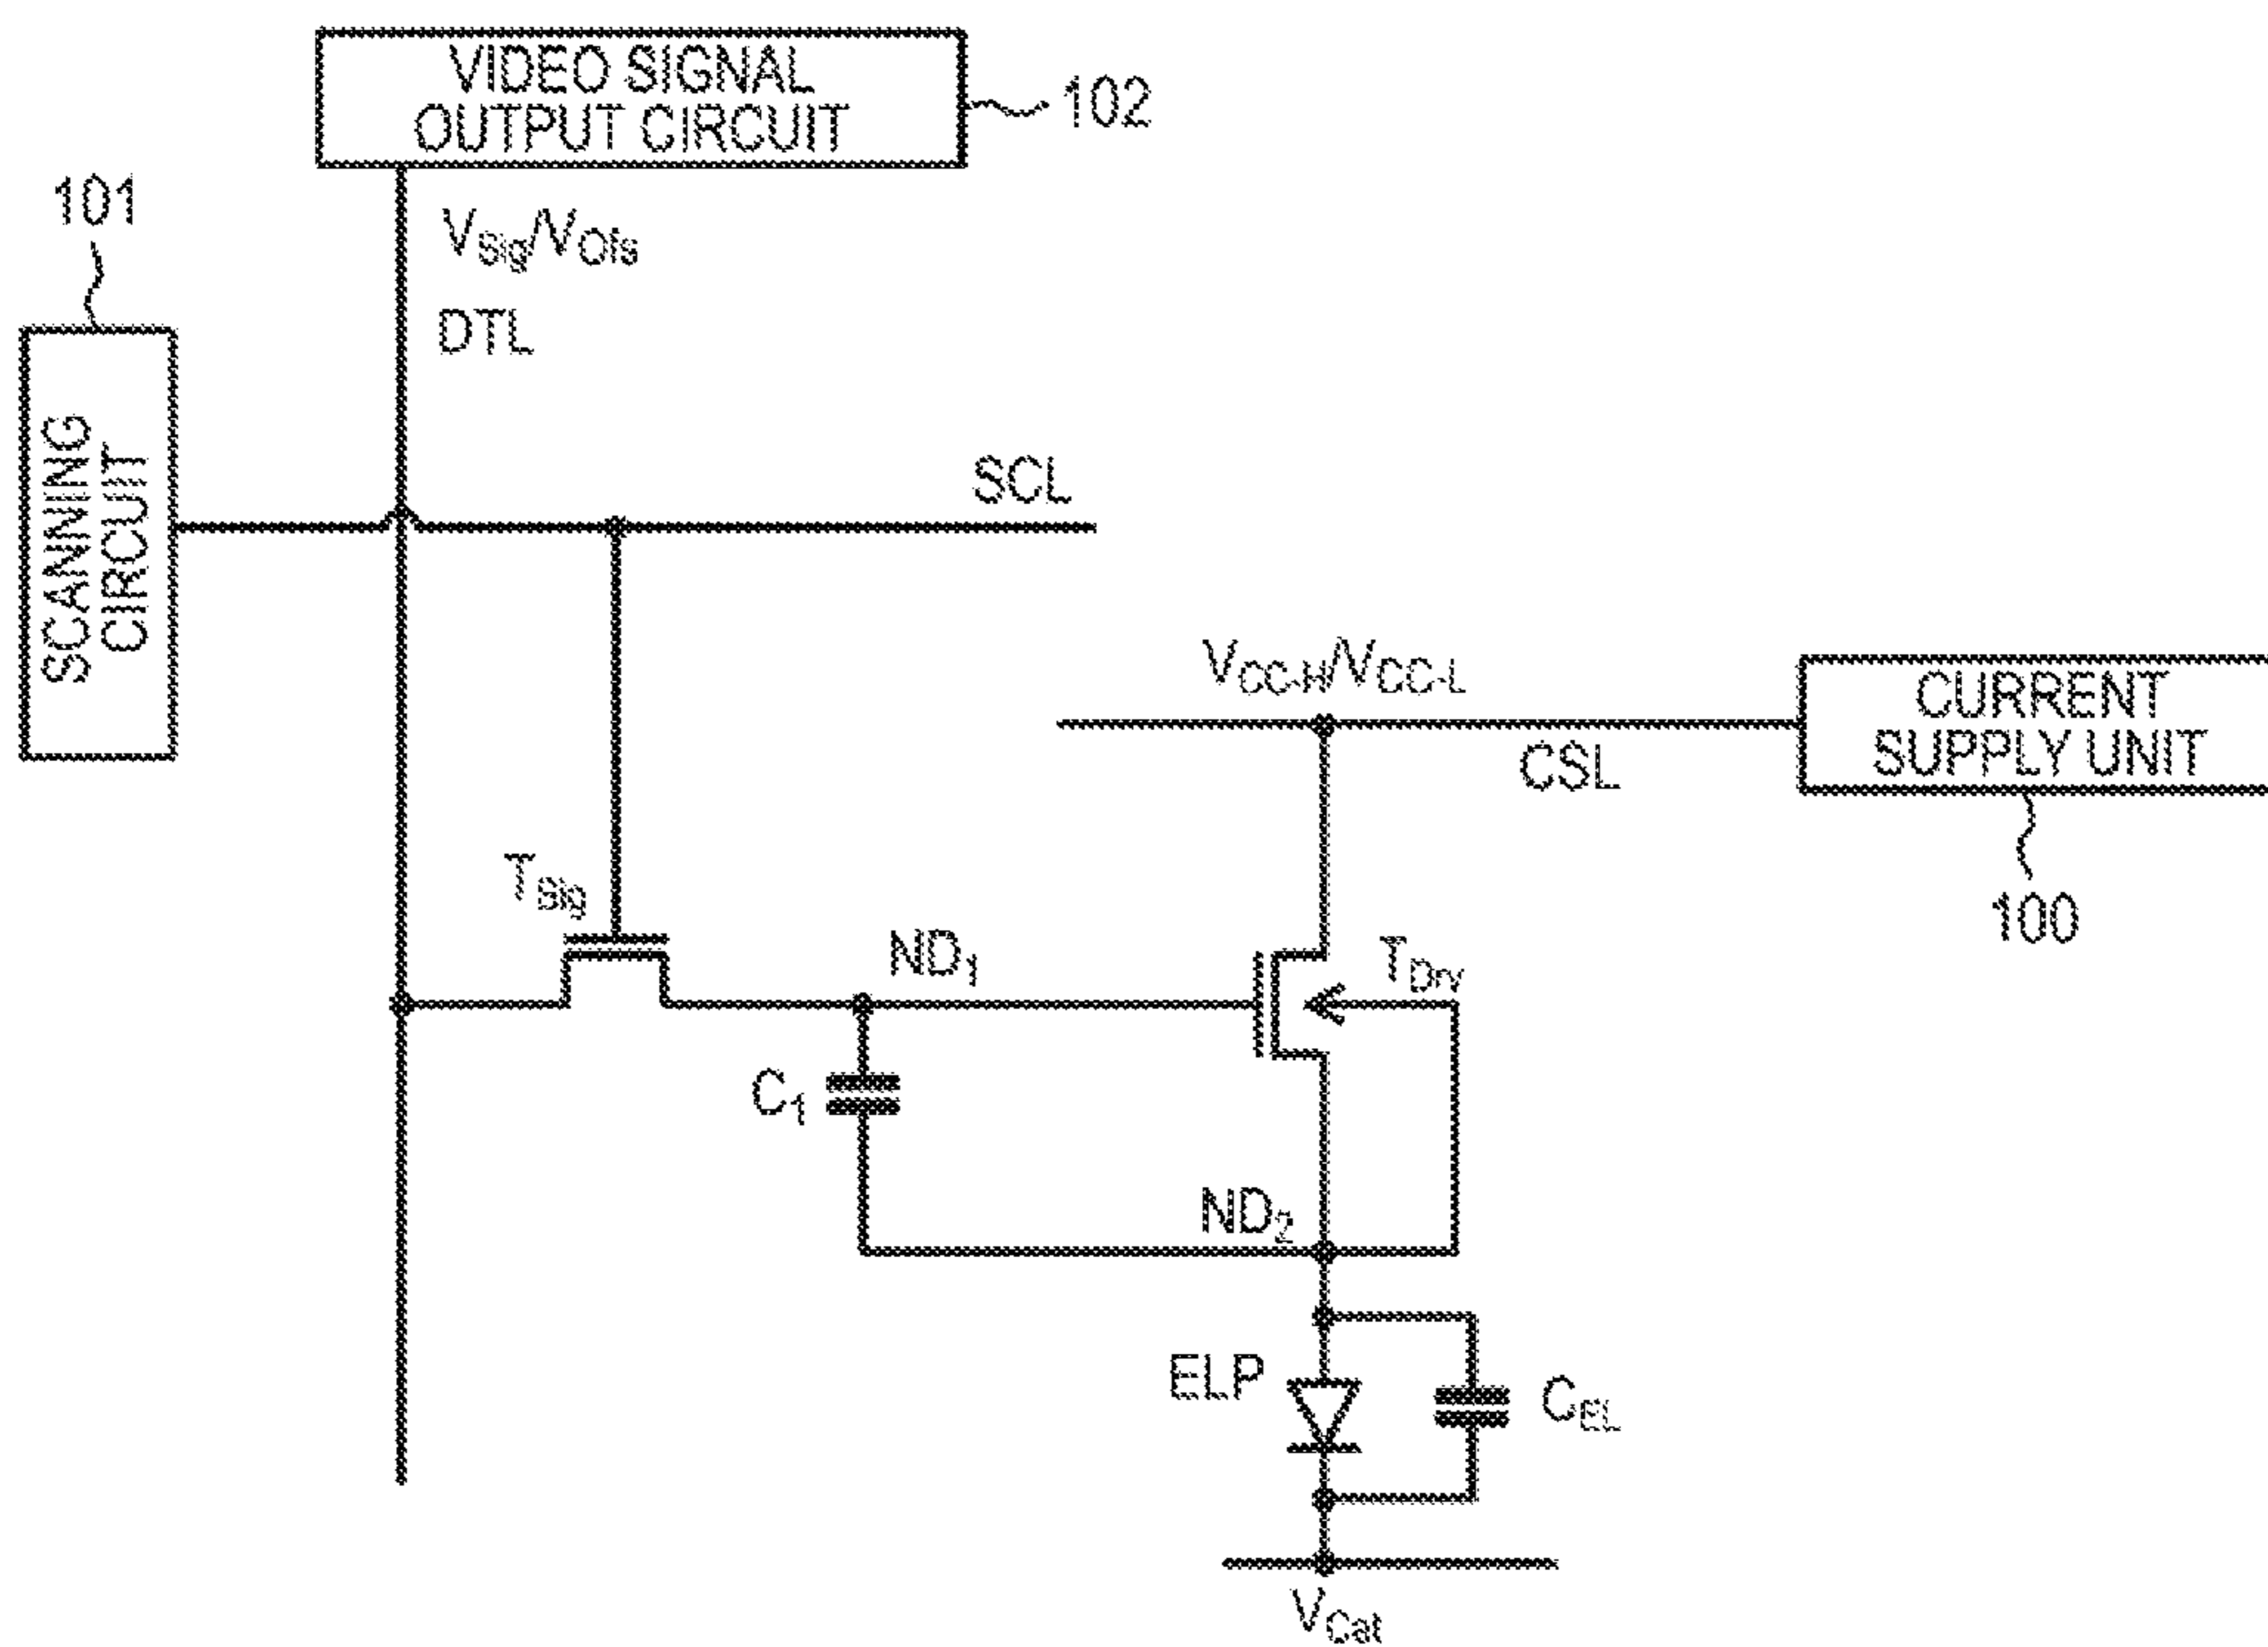 VIDEO SIGNAL
OUTPUT CIRCUIT
102
101
VSig/VOfs
DTL
SCANNING
CIRCUIT
SCL
VCC-H/VCC-L
CURRENT
SUPPLY UNIT
CSL
100
TSig
ND1
TDrv
C1
ND2
ELP
CEL
VCat